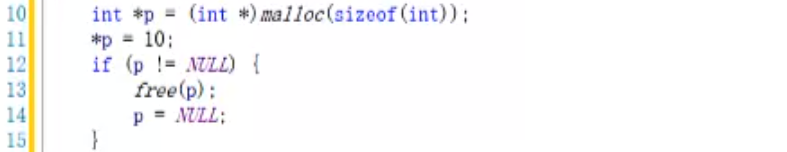 10 int *p = (int *)malloc(sizeof(int));
11 *p = 10;
12 if (p != NULL) {
13 free(p);
14 p = NULL;
15 }